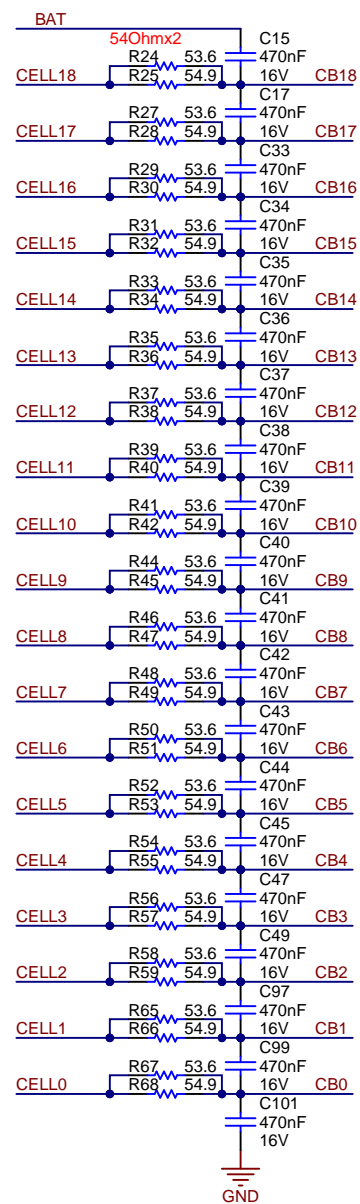 BAT
54Ohmx2
C15
R24 53.6 470nF
CELL18 R25 54.9 16V CB18
C17
R27 53.6 470nF
CELL17 R28 54.9 16V CB17
C33
R29 53.6 470nF
CELL16 R30 54.9 16V CB16
C34
R31 53.6 470nF
CELL15 R32 54.9 16V CB15
C35
R33 53.6 470nF
CELL14 R34 54.9 16V CB14
C36
R35 53.6 470nF
CELL13 R36 54.9 16V CB13
C37
R37 53.6 470nF
CELL12 R38 54.9 16V CB12
C38
R39 53.6 470nF
CELL11 R40 54.9 16V CB11
C39
R41 53.6 470nF
CELL10 R42 54.9 16V CB10
C40
R44 53.6 470nF
CELL9 R45 54.9 16V CB9
C41
R46 53.6 470nF
CELL8 R47 54.9 16V CB8
C42
R48 53.6 470nF
CELL7 R49 54.9 16V CB7
C43
R50 53.6 470nF
CELL6 R51 54.9 16V CB6
C44
R52 53.6 470nF
CELL5 R53 54.9 16V CB5
C45
R54 53.6 470nF
CELL4 R55 54.9 16V CB4
C47
R56 53.6 470nF
CELL3 R57 54.9 16V CB3
C49
R58 53.6 470nF
CELL2 R59 54.9 16V CB2
C97
R65 53.6 470nF
CELL1 R66 54.9 16V CB1
C99
R67 53.6 470nF
CELL0 R68 54.9 16V CB0
C101
470nF
16V
GND